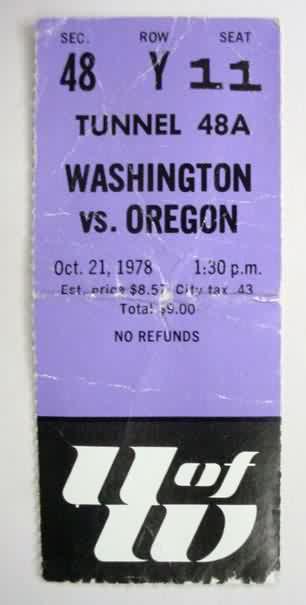 SEC. ROW SEAT
48 Y 11
TUNNEL 48A
WASHINGTON
vs. OREGON
Oct. 21, 1978 1:30 p.m.
Est. price $8.57 City tax .43
Total $9.00
NO REFUNDS
U of W